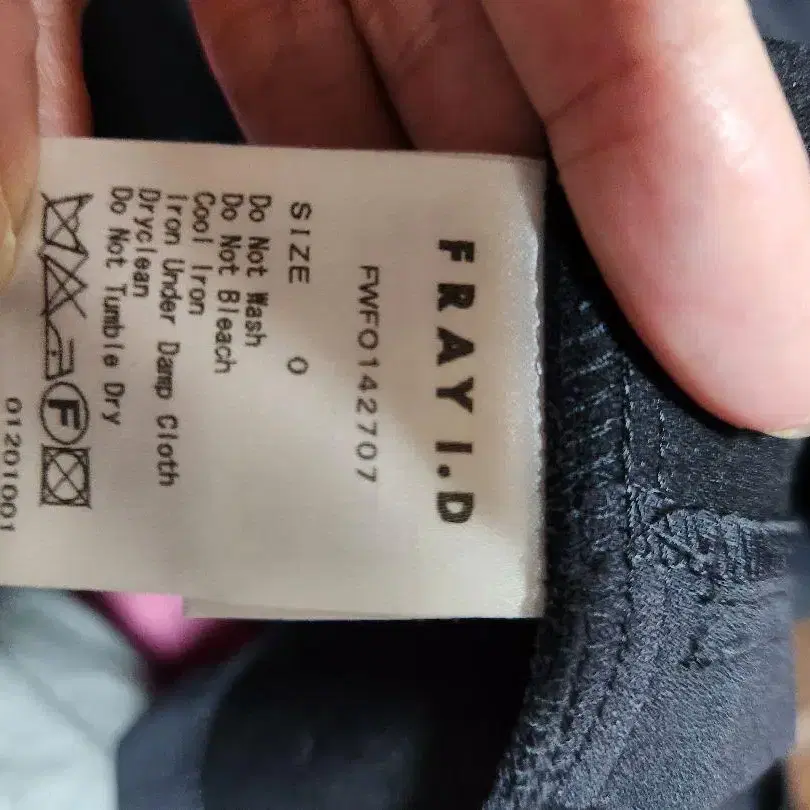 FRAY I.D
FWFO142707
SIZE 0
Do Not Wash
Do Not Bleach
Cool Iron
Iron Under Damp Cloth
Dryclean
Do Not Tumble Dry
F
01201001